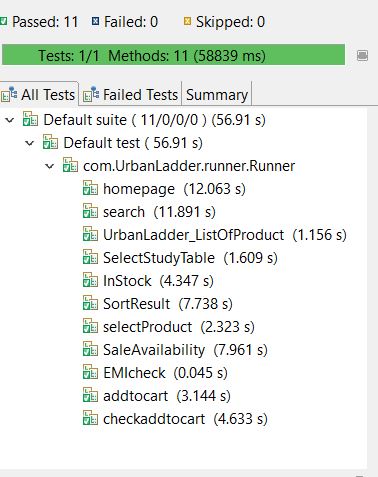 Passed: 11 Failed: 0 Skipped: 0
Tests: 1/1 Methods: 11 (58839 ms)
All Tests Failed Tests Summary
Default suite ( 11/0/0/0 ) (56.91 s)
Default test ( 56.91 s)
com.UrbanLadder.runner.Runner
homepage (12.063 s)
search (11.891 s)
UrbanLadder_ListOfProduct (1.156 s)
SelectStudyTable (1.609 s)
InStock (4.347 s)
SortResult (7.738 s)
selectProduct (2.323 s)
SaleAvailability (7.961 s)
EMIcheck (0.045 s)
addtocart (3.144 s)
checkaddtocart (4.633 s)